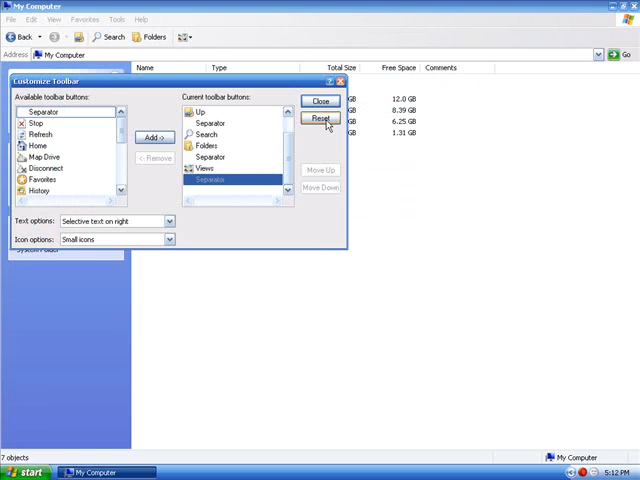 My Computer
File Edit View Favorites Tools Help
Back Search Folders
Address My Computer Go
Name Type Total Size Free Space Comments
Customize Toolbar
Available toolbar buttons: Current toolbar buttons:
Separator
Stop
Refresh
Home
Map Drive
Disconnect
Favorites
History
Add ->
<- Remove
Up
Separator
Search
Folders
Separator
Views
Separator
Close
Reset
Move Up
Move Down
Text options: Selective text on right
Icon options: Small icons
GB 12.0 GB
GB 8.39 GB
GB 6.25 GB
GB 1.31 GB
System Folder
7 objects My Computer
start My Computer 5:12 PM